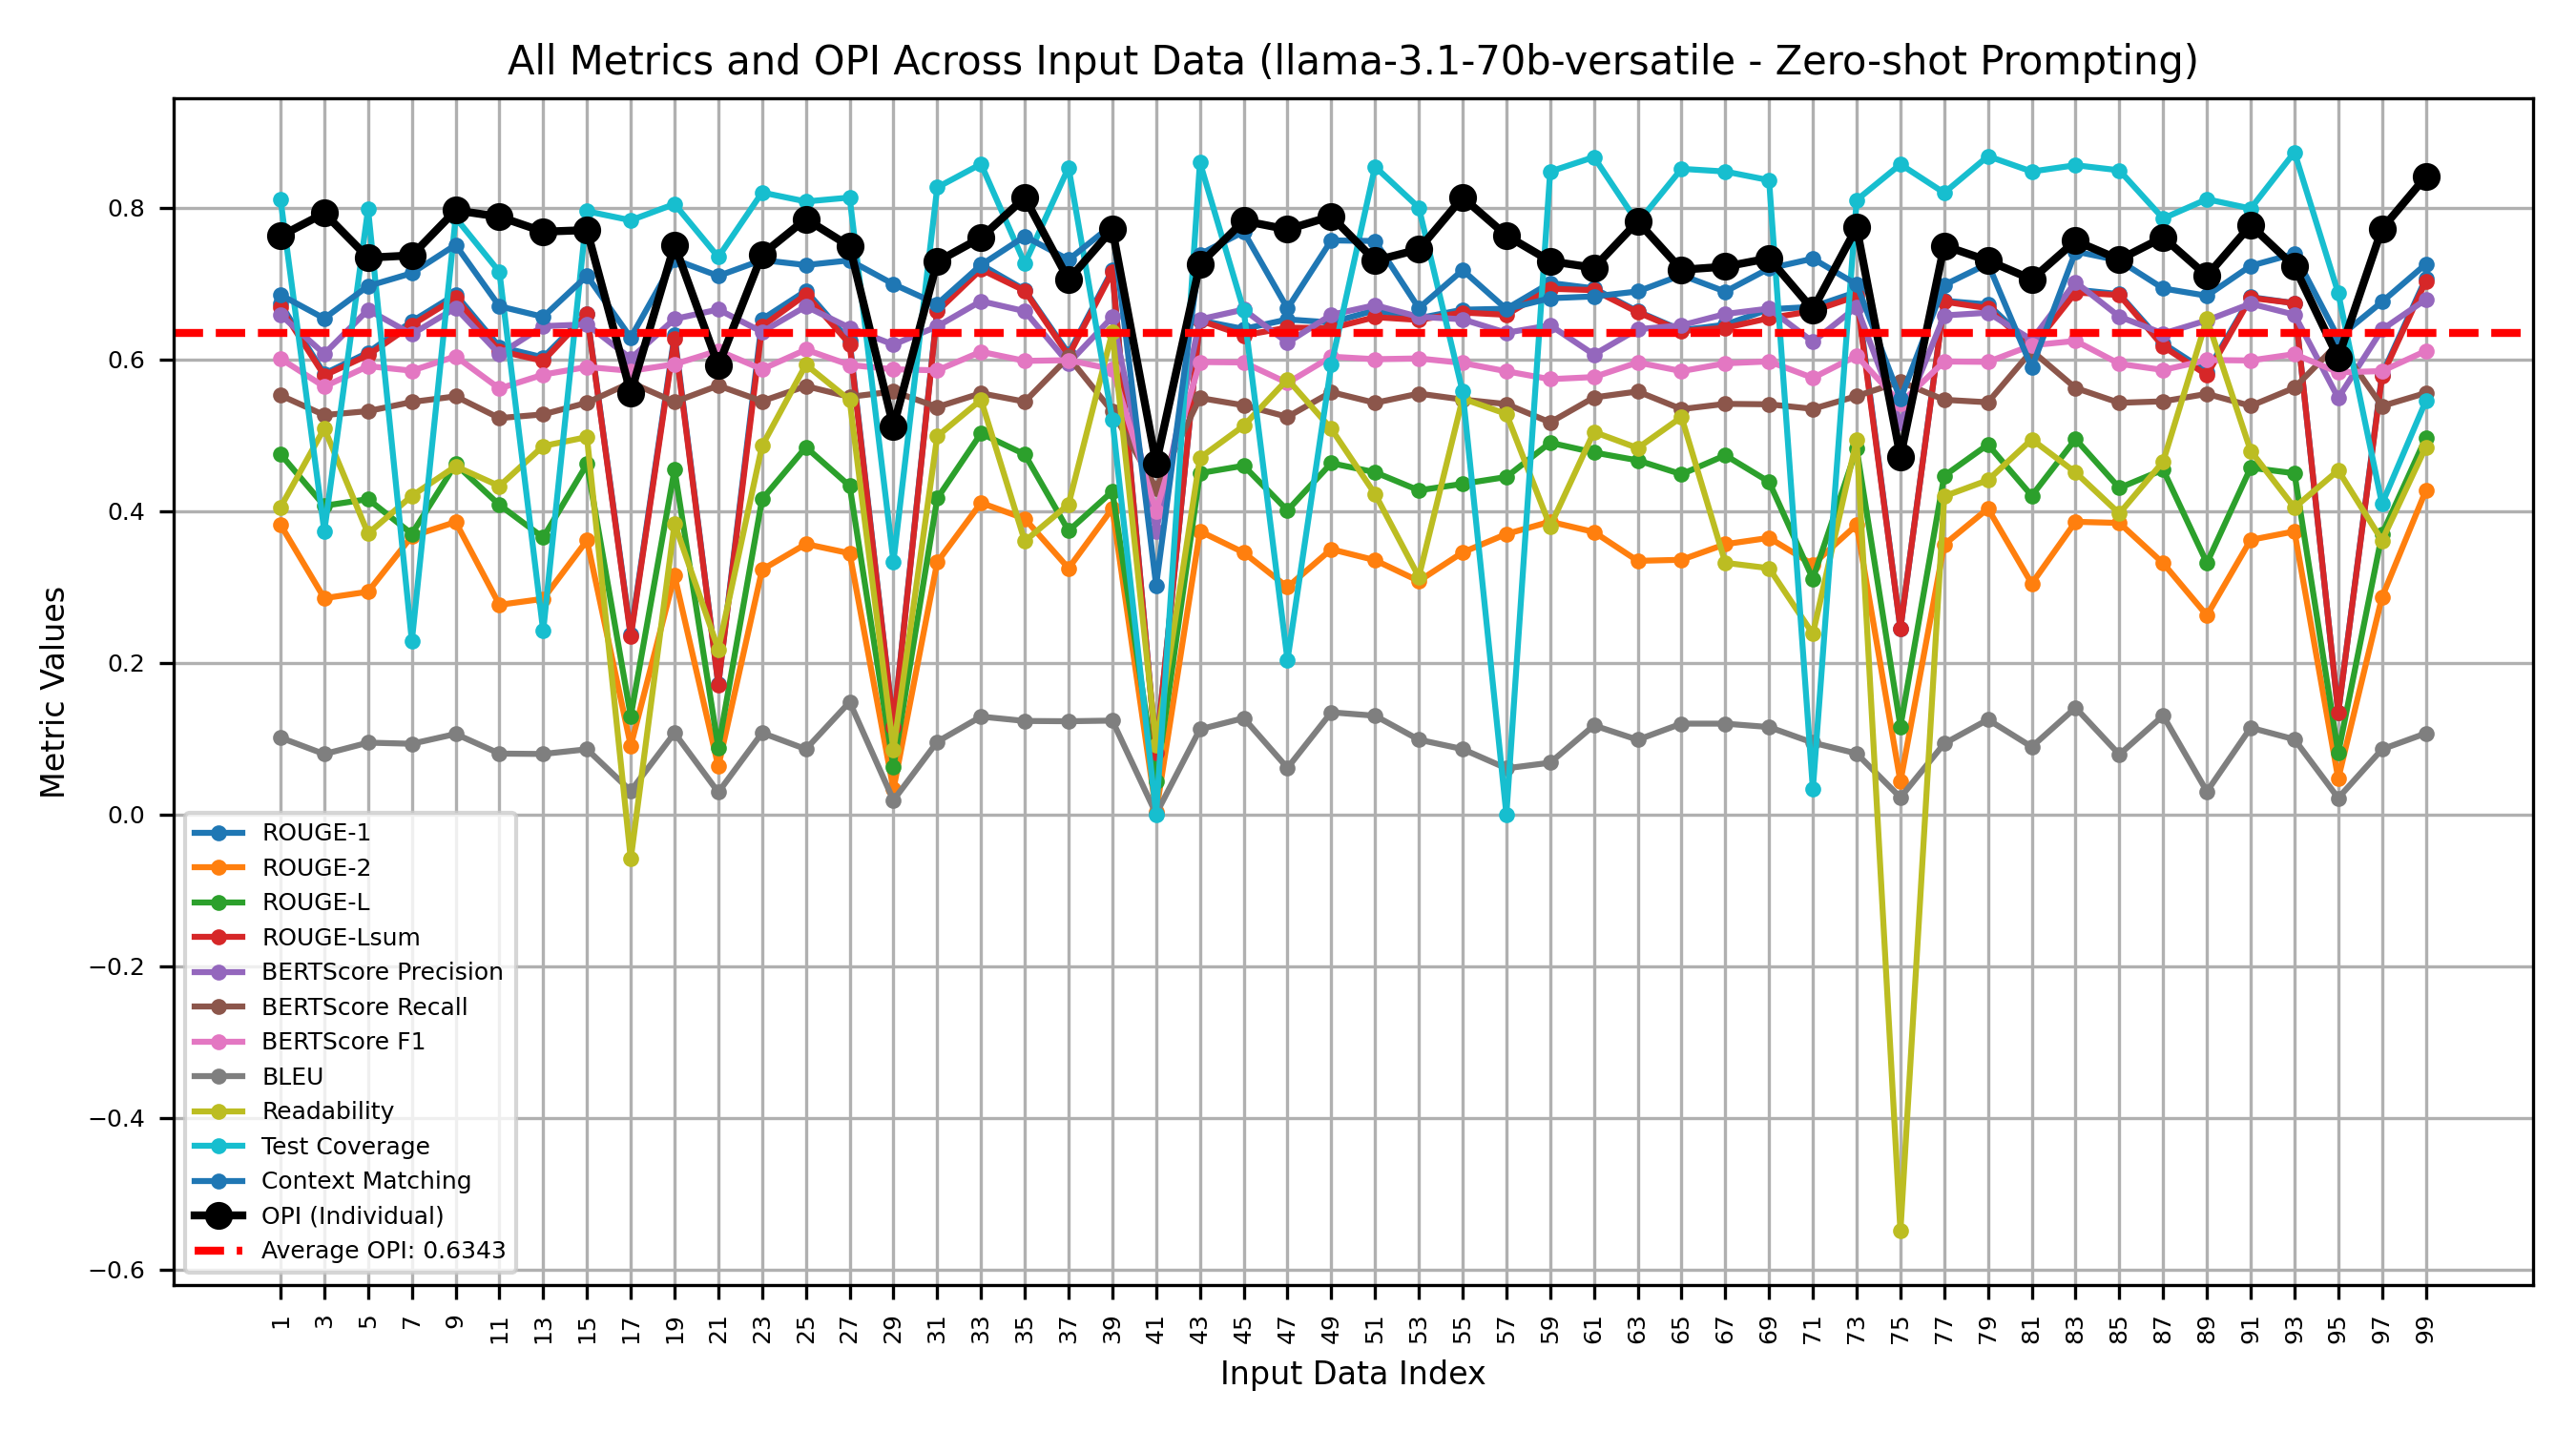 All Metrics and OPI Across Input Data (llama-3.1-70b-versatile - Zero-shot Prompting)
Metric Values
0.8
0.6
0.4
0.2
0.0
−0.2
−0.4
−0.6
ROUGE-1
ROUGE-2
ROUGE-L
ROUGE-Lsum
BERTScore Precision
BERTScore Recall
BERTScore F1
BLEU
Readability
Test Coverage
Context Matching
OPI (Individual)
Average OPI: 0.6343
1 3 5 7 9 11 13 15 17 19 21 23 25 27 29 31 33 35 37 39 41 43 45 47 49 51 53 55 57 59 61 63 65 67 69 71 73 75 77 79 81 83 85 87 89 91 93 95 97 99
Input Data Index